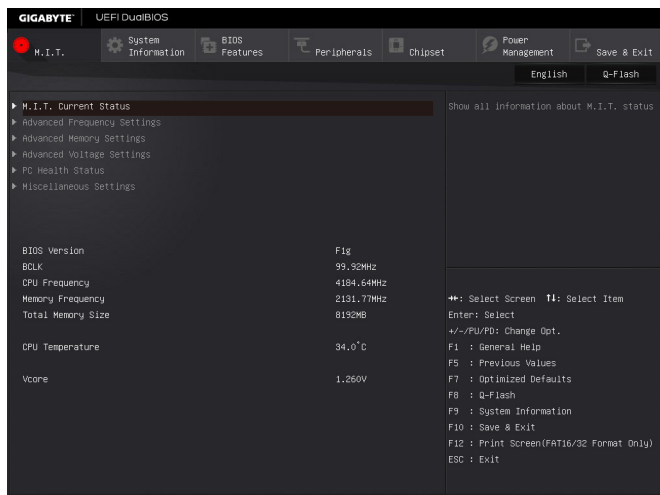 GIGABYTE™ UEFI DualBIOS
M.I.T.
System Information
BIOS Features
Peripherals
Chipset
Power Management
Save & Exit
English Q-Flash
M.I.T. Current Status
Advanced Frequency Settings
Advanced Memory Settings
Advanced Voltage Settings
PC Health Status
Miscellaneous Settings
Show all information about M.I.T. status
BIOS Version F1g
BCLK 99.92MHz
CPU Frequency 4184.64MHz
Memory Frequency 2131.77MHz
Total Memory Size 8192MB
CPU Temperature 34.0°C
Vcore 1.260V
→←: Select Screen ↑↓: Select Item
Enter: Select
+/-/PU/PD: Change Opt.
F1 : General Help
F5 : Previous Values
F7 : Optimized Defaults
F8 : Q-Flash
F9 : System Information
F10 : Save & Exit
F12 : Print Screen(FAT16/32 Format Only)
ESC : Exit